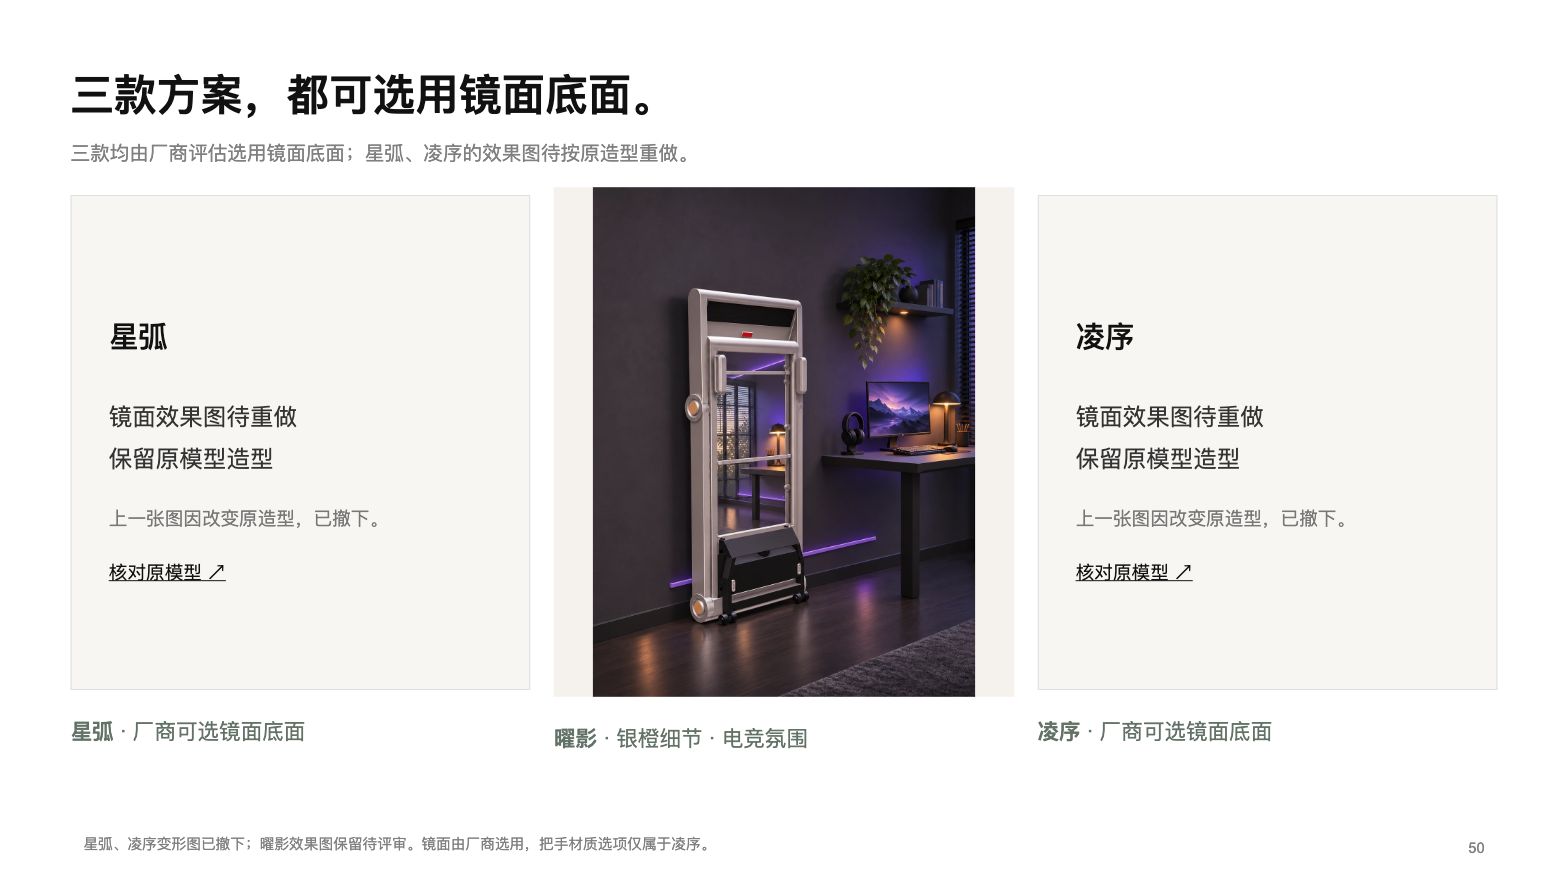 三款方案，都可选用镜面底面。
三款均由厂商评估选用镜面底面；星弧、凌序的效果图待按原造型重做。
星弧
镜面效果图待重做
保留原模型造型
上一张图因改变原造型，已撤下。
核对原模型 ↗
星弧 · 厂商可选镜面底面
曜影 · 银橙细节 · 电竞氛围
凌序
镜面效果图待重做
保留原模型造型
上一张图因改变原造型，已撤下。
核对原模型 ↗
凌序 · 厂商可选镜面底面
星弧、凌序变形图已撤下；曜影效果图保留待评审。镜面由厂商选用，把手材质选项仅属于凌序。
50